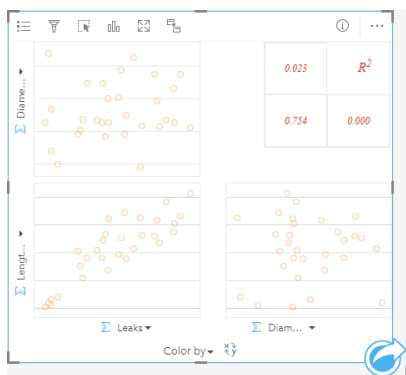 Σ Diame...
0.023 R²
0.754 0.000
Σ Lengt...
Σ Leaks Σ Diam...
Color by